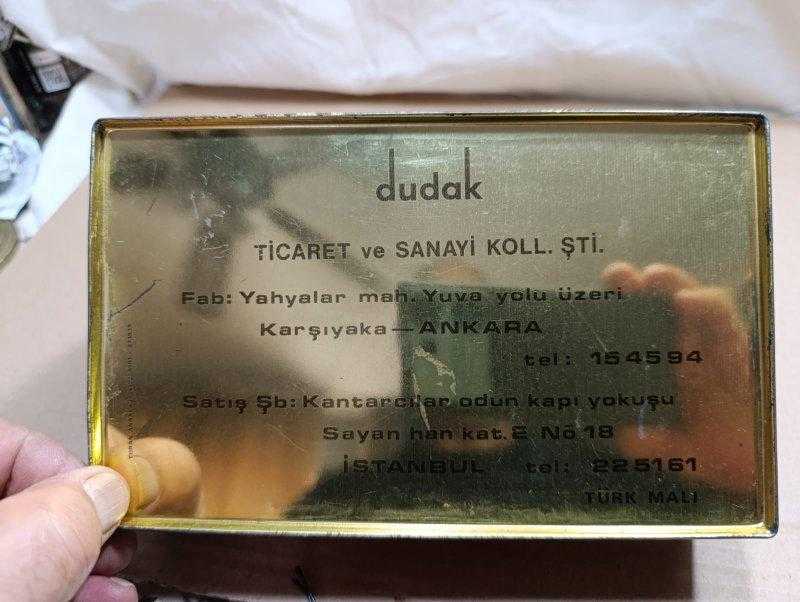 dudak
TİCARET ve SANAYİ KOLL. ŞTİ.
Fab: Yahyalar mah. Yuva yolu üzeri
Karşıyaka—ANKARA
tel: 154594
Satış Şb: Kantarcılar odun kapı yokuşu
Sayan han kat. 2 No 18
İSTANBUL tel: 225161
TÜRK MALI